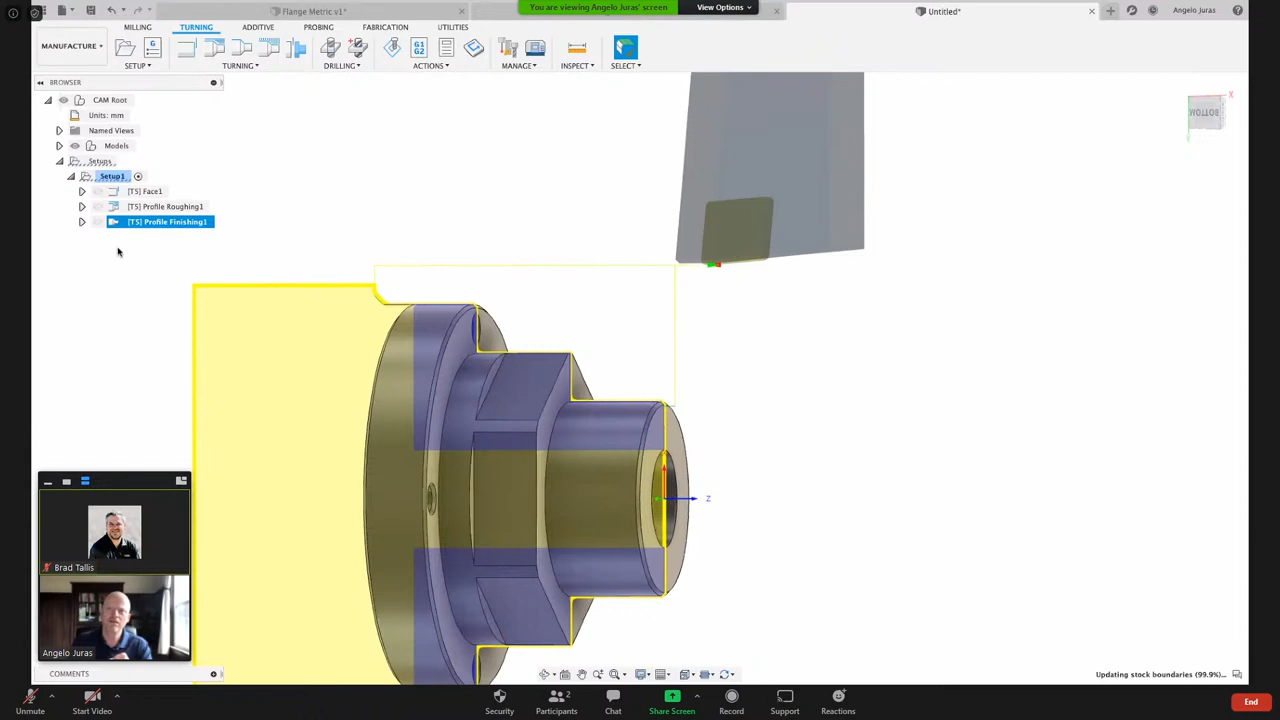 You are viewing Angelo Juras' screen
View Options
Flange Metric v1*
Untitled*
Angelo Juras
MILLING
TURNING
ADDITIVE
PROBING
FABRICATION
UTILITIES
MANUFACTURE
G1
G2
SETUP
TURNING
DRILLING
ACTIONS
MANAGE
INSPECT
SELECT
BROWSER
CAM Root
Units: mm
Named Views
Models
Setups
Setup1
[T5] Face1
[T5] Profile Roughing1
[T5] Profile Finishing1
X
BOTTOM
Y
Z
Brad Tallis
Angelo Juras
COMMENTS
Updating stock boundaries (99.9%)...
Unmute
Start Video
Security
Participants
2
Chat
Share Screen
Record
Support
Reactions
End